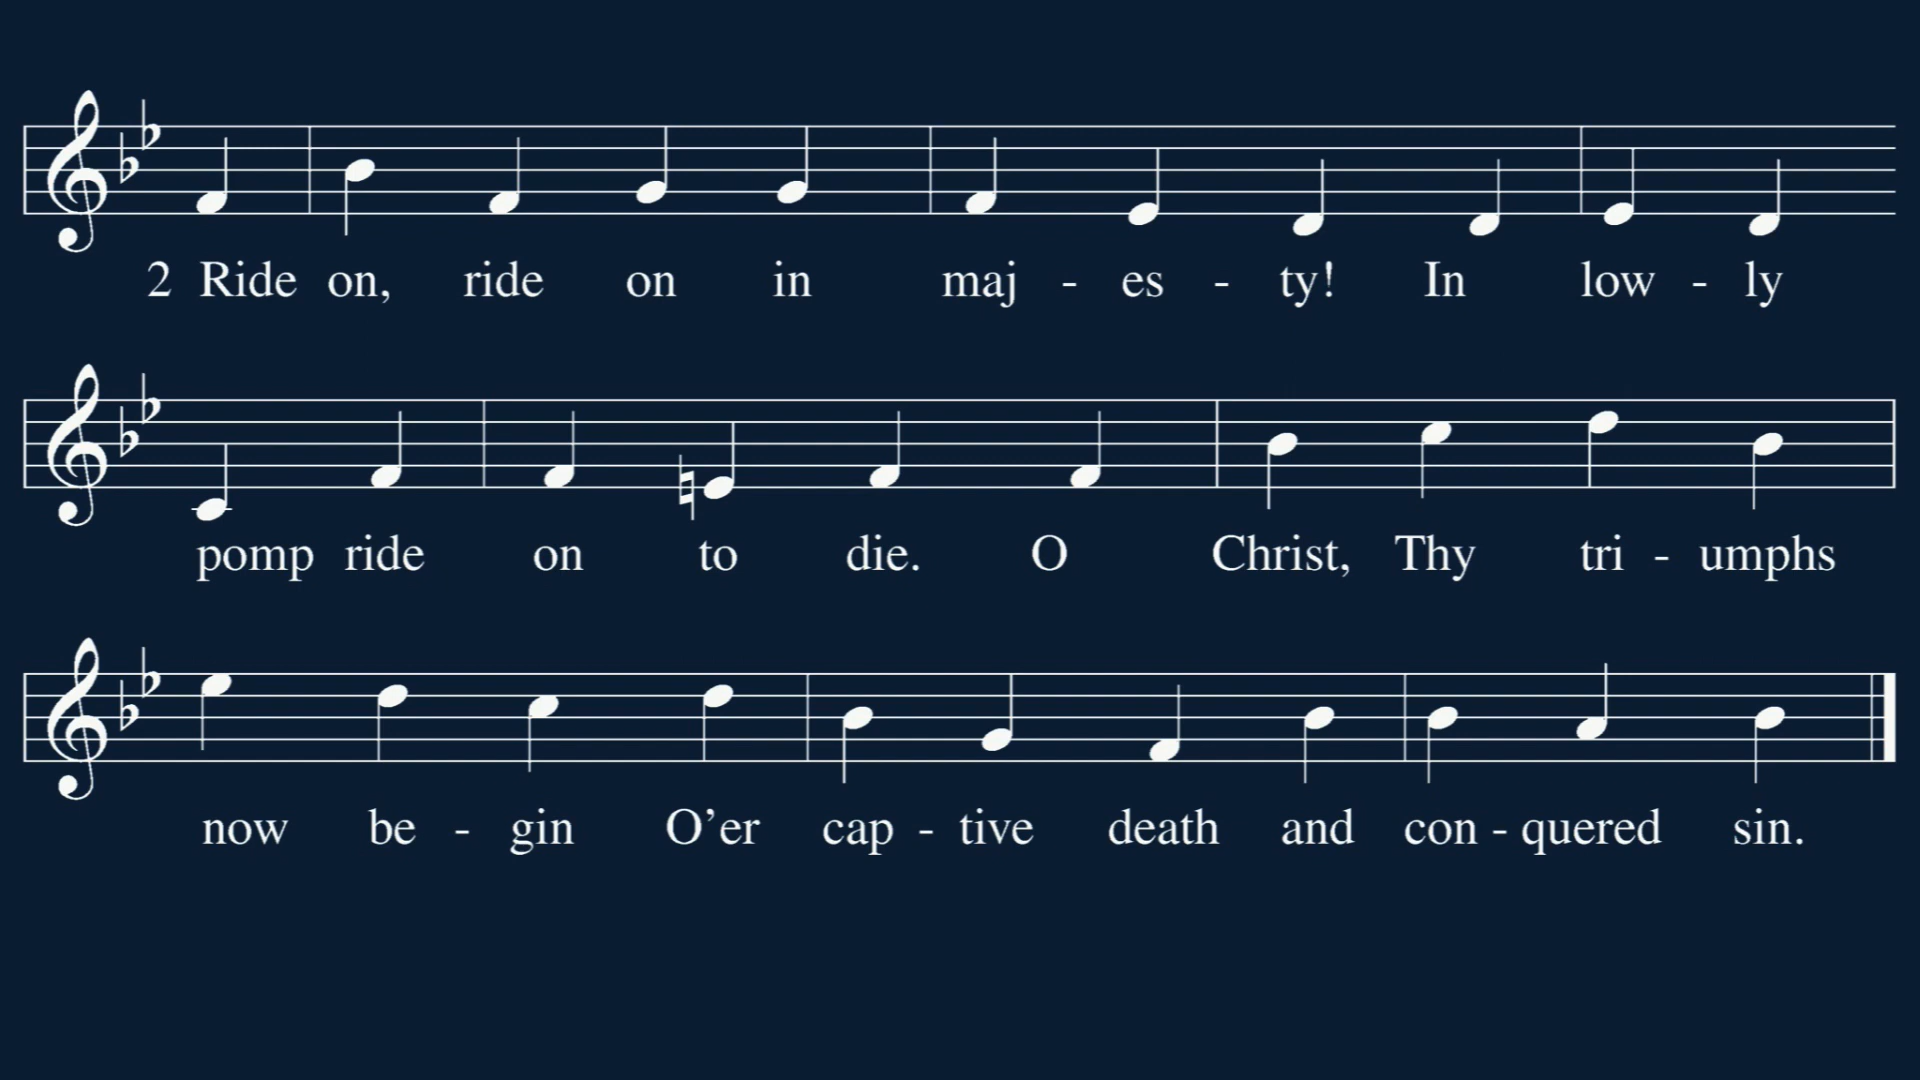 2 Ride on, ride on in maj - es - ty! In low - ly
pomp ride on to die. O Christ, Thy tri - umphs
now be - gin O’er cap - tive death and con - quered sin.